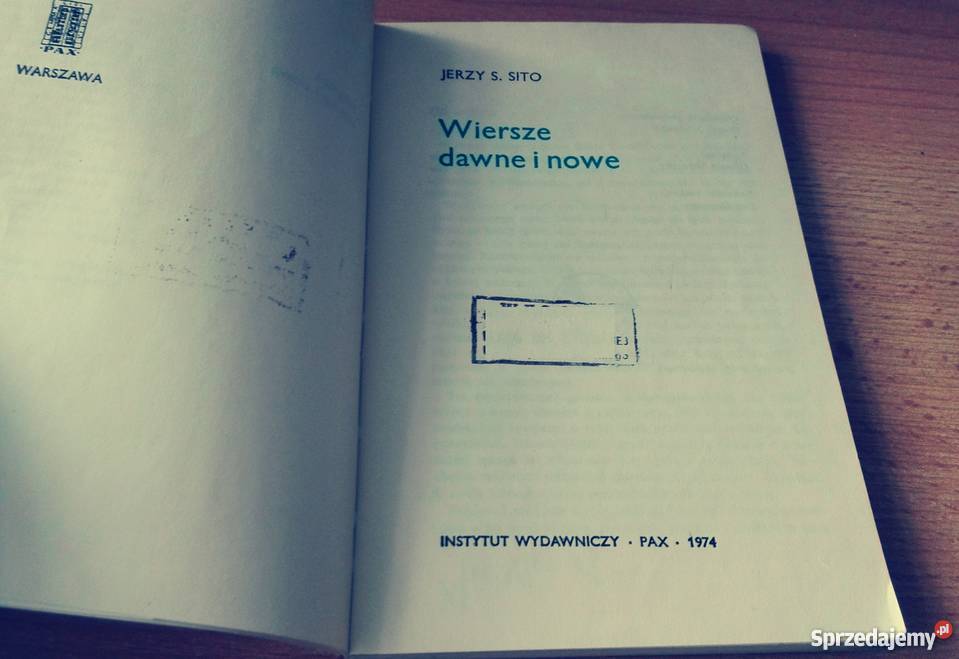 PAX
WARSZAWA
JERZY S. SITO
Wiersze
dawne i nowe
INSTYTUT WYDAWNICZY · PAX · 1974
Sprzedajemy.pl